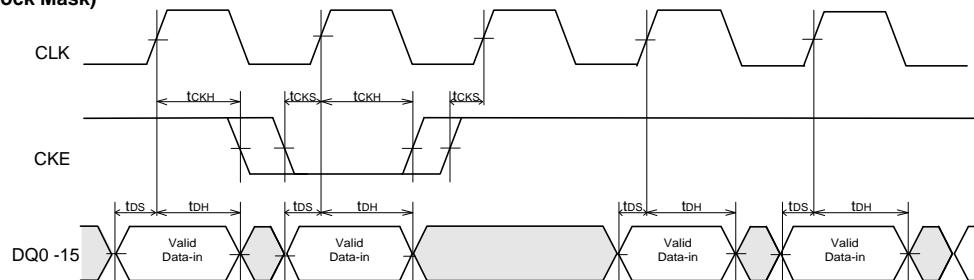 ock Mask)
CLK
tCKH tCKS tCKH tCKS
CKE
tDS tDH tDS tDH tDS tDH tDS tDH
DQ0 -15
Valid Data-in
Valid Data-in
Valid Data-in
Valid Data-in